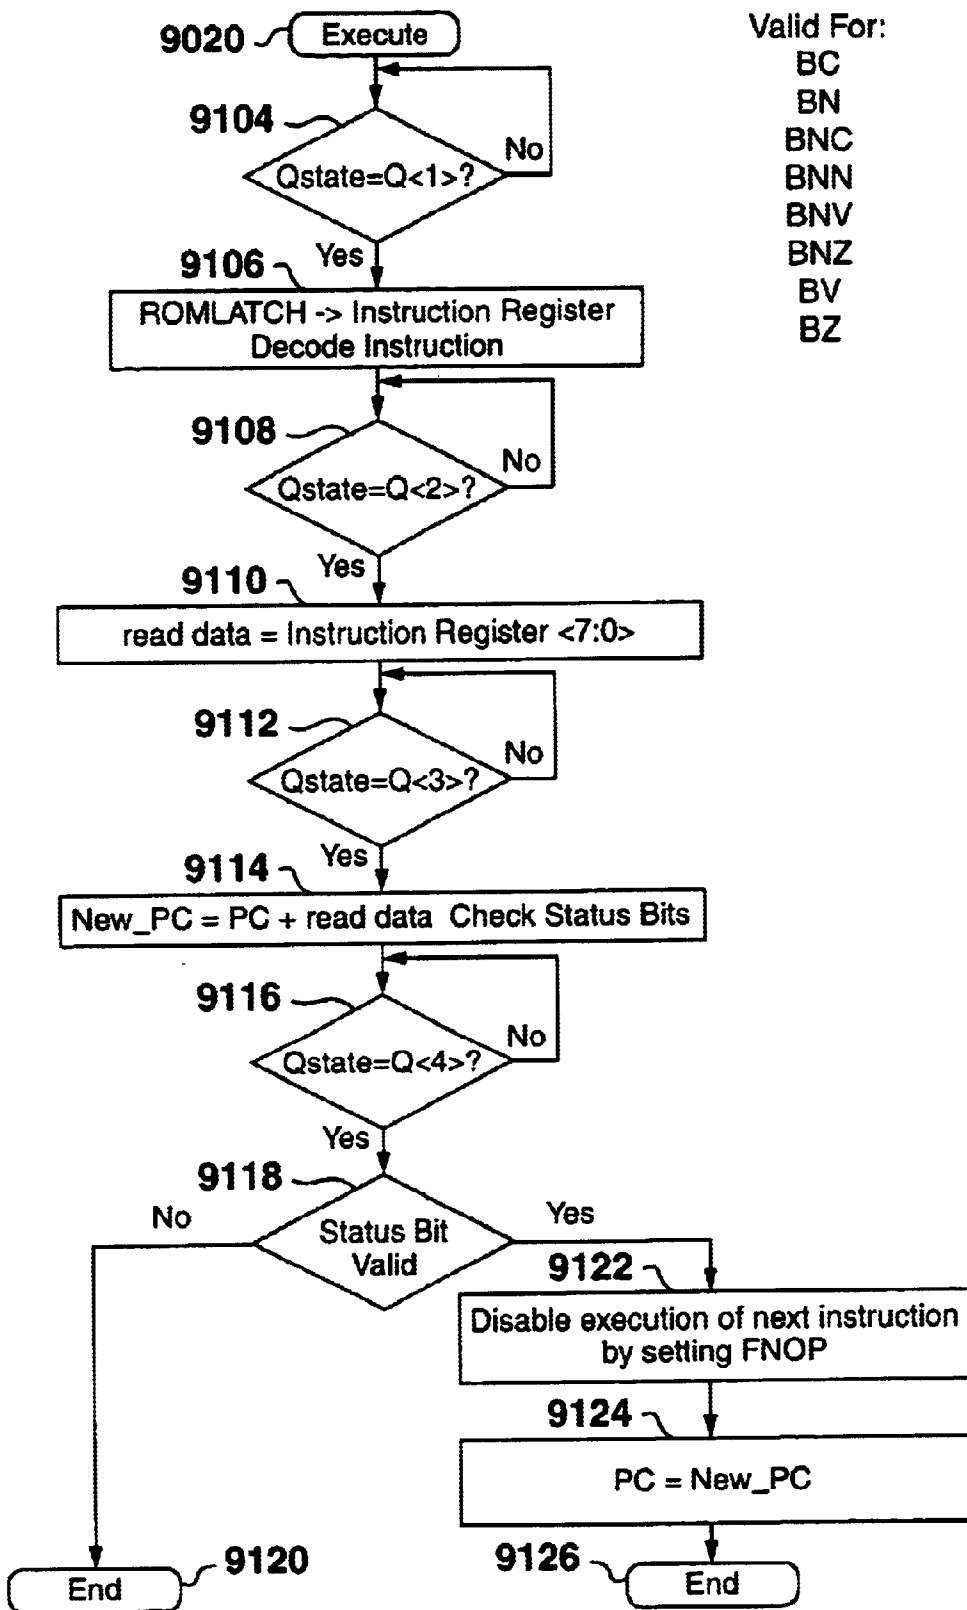 9020
Execute
Valid For:
BC
BN
BNC
BNN
BNV
BNZ
BV
BZ
9104
Qstate=Q<1>?
No
Yes
9106
ROMLATCH -> Instruction Register
Decode Instruction
9108
Qstate=Q<2>?
No
Yes
9110
read data = Instruction Register <7:0>
9112
Qstate=Q<3>?
No
Yes
9114
New_PC = PC + read data Check Status Bits
9116
Qstate=Q<4>?
No
Yes
9118
Status Bit
Valid
No
Yes
9122
Disable execution of next instruction
by setting FNOP
9124
PC = New_PC
End
9120
9126
End